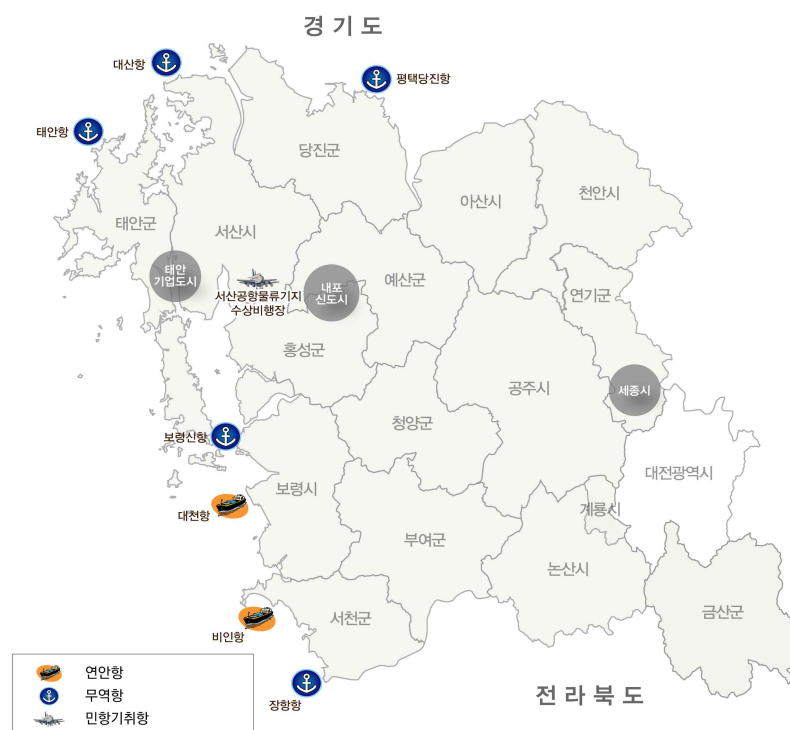 경기도
대산항
평택당진항
태안항
당진군
아산시
천안시
태안군
서산시
태안
기업도시
서산공항물류기지
수상비행장
내포
신도시
예산군
연기군
홍성군
공주시
세종시
청양군
보령신항
대전광역시
보령시
대천항
계룡시
부여군
논산시
비인항
서천군
금산군
장항항
전라북도
연안항
무역항
민항기취항